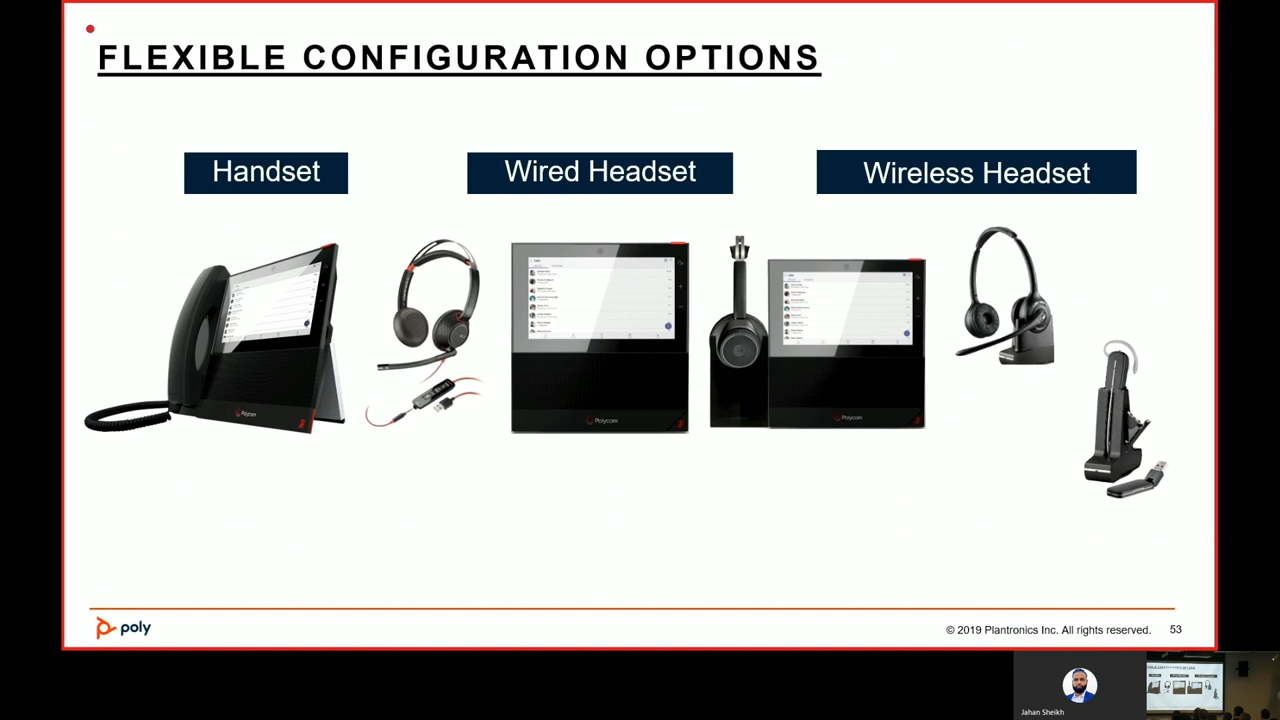 FLEXIBLE CONFIGURATION OPTIONS
Handset
Wired Headset
Wireless Headset
Polycom
Polycom
Polycom
poly
© 2019 Plantronics Inc. All rights reserved.
53
Jahan Sheikh